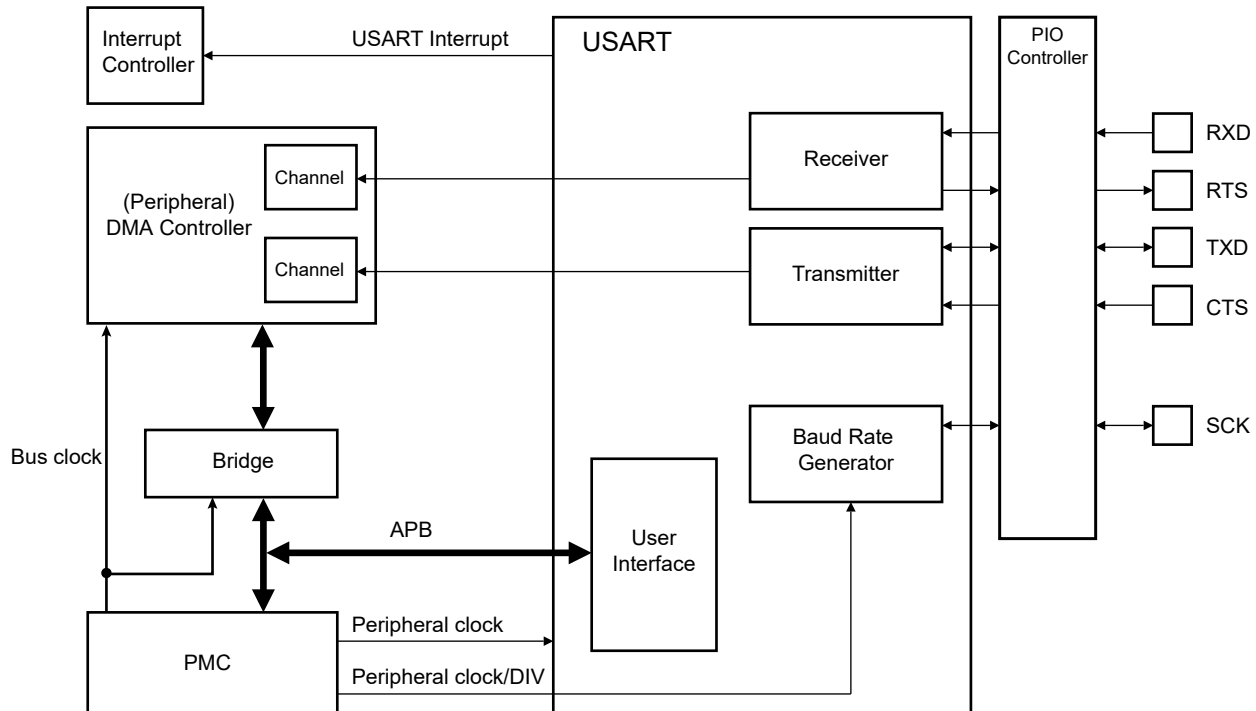 Interrupt
Controller
USART Interrupt
USART
PIO
Controller
(Peripheral)
DMA Controller
Channel
Channel
Receiver
Transmitter
RXD
RTS
TXD
CTS
SCK
Baud Rate
Generator
Bus clock
Bridge
APB
User
Interface
PMC
Peripheral clock
Peripheral clock/DIV